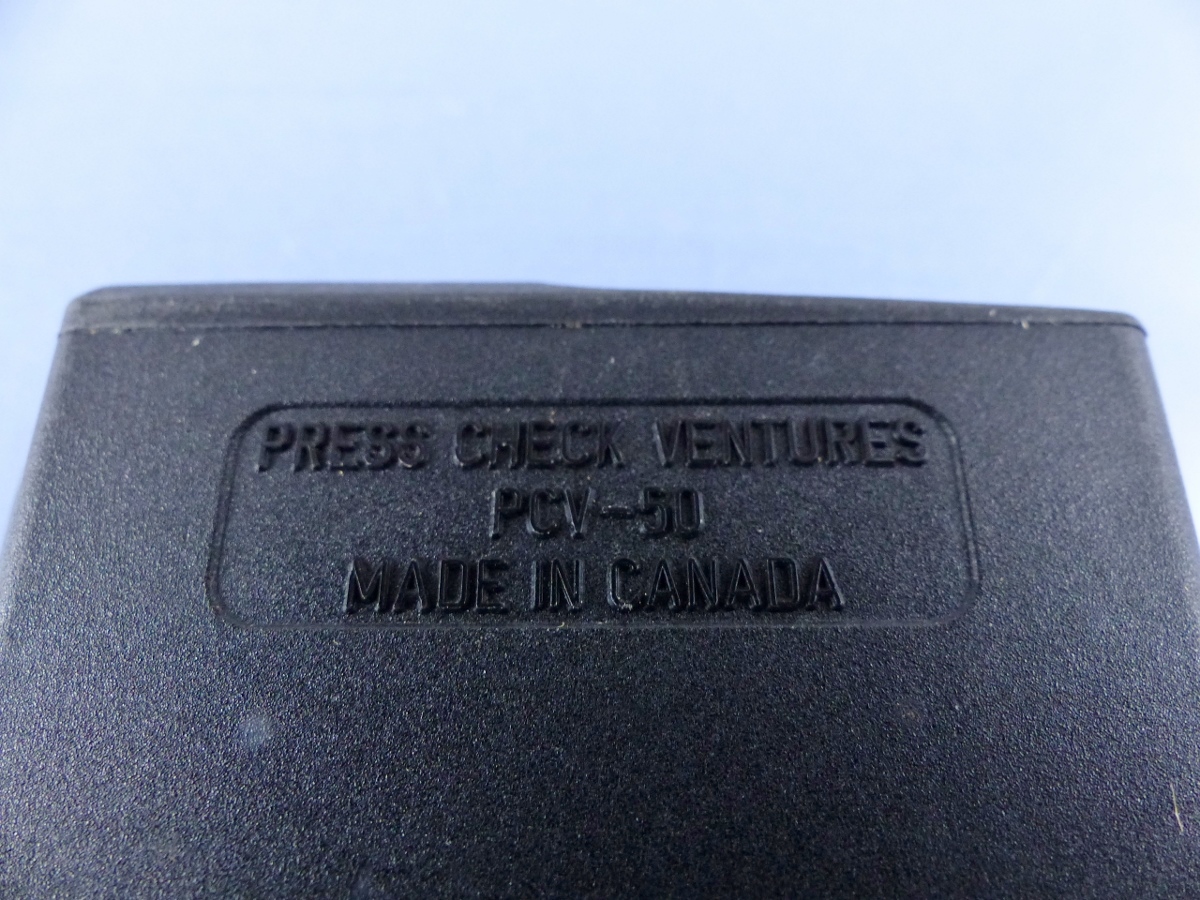 PRESS CHECK VENTURES
PCV-50
MADE IN CANADA